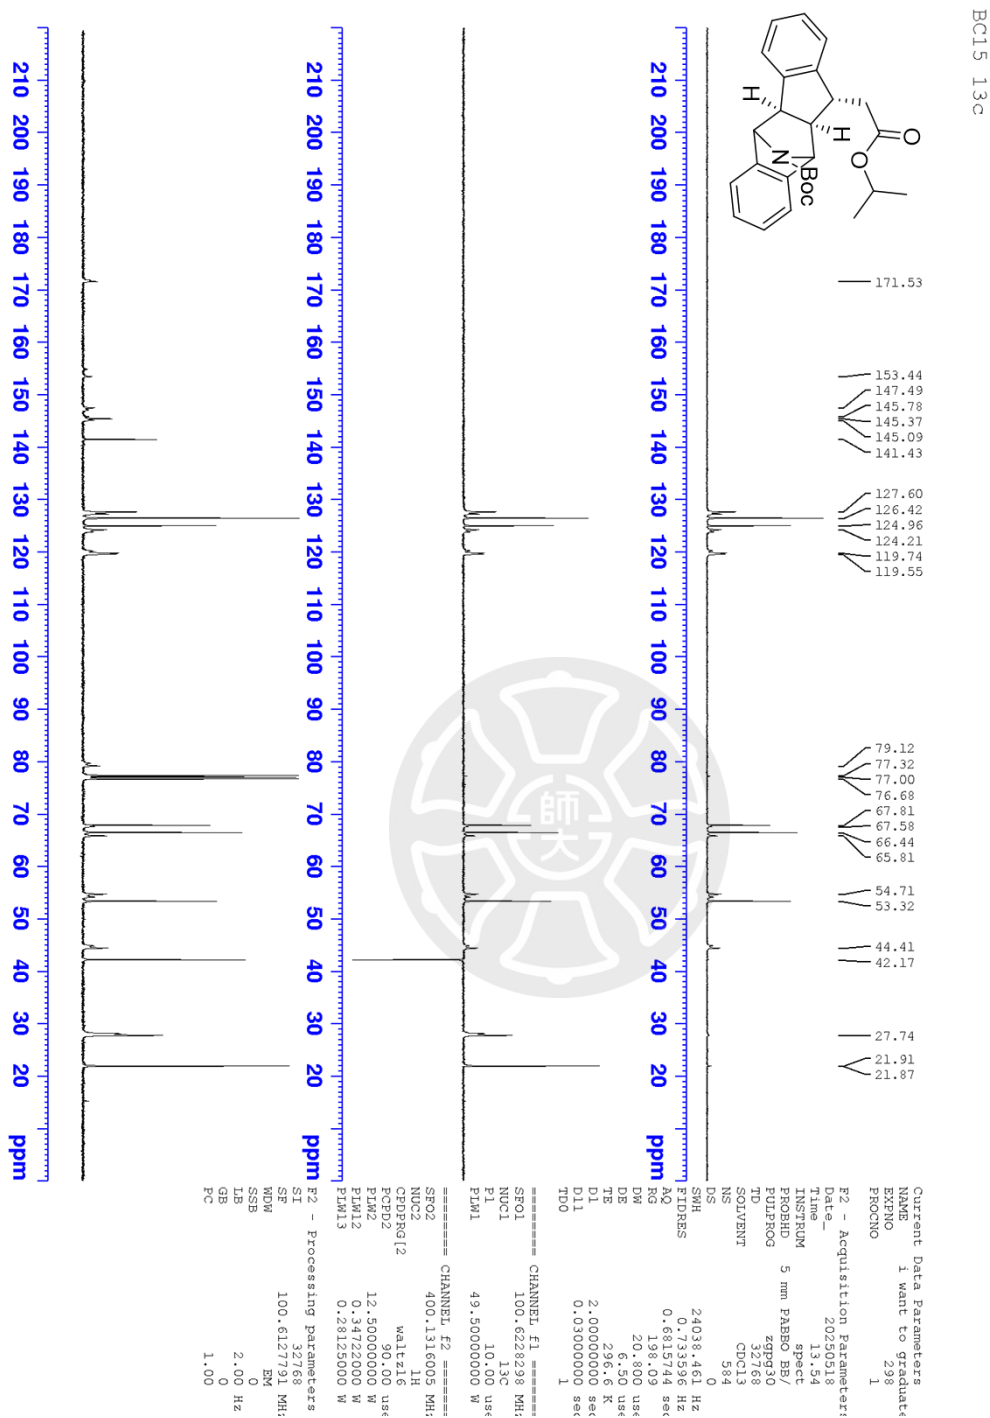 BC15 13c
H
H
N
Boc
O
O
171.53
153.44
147.49
145.78
145.37
145.09
141.43
127.60
126.42
124.96
124.21
119.74
119.55
79.12
77.32
77.00
76.68
67.81
67.58
66.44
65.81
54.71
53.32
44.41
42.17
27.74
21.91
21.87
210 200 190 180 170 160 150 140 130 120 110 100 90 80 70 60 50 40 30 20 ppm
210 200 190 180 170 160 150 140 130 120 110 100 90 80 70 60 50 40 30 20 ppm
210 200 190 180 170 160 150 140 130 120 110 100 90 80 70 60 50 40 30 20 ppm
師大
Current Data Parameters
NAME i want to graduate
EXPNO 298
PROCNO 1
F2 - Acquisition Parameters
Date_ 20250518
Time 13.54
INSTRUM spect
PROBHD 5 mm PABBO BB/
PULPROG zgpg30
TD 32768
SOLVENT CDCl3
NS 584
DS 0
SWH 24038.461 Hz
FIDRES 0.733596 Hz
AQ 0.6815744 sec
RG 198.09
DW 20.800 use
DE 6.50 use
TE 296.6 K
D1 2.00000000 sec
D11 0.03000000 sec
TD0 1
======== CHANNEL f1 ========
SFO1 100.6228298 MHz
NUC1 13C
P1 10.00 use
PLW1 49.50000000 W
======== CHANNEL f2 ========
SFO2 400.1316005 MHz
NUC2 1H
CPDPRG[2 waltz16
PCPD2 90.00 use
PLW2 12.50000000 W
PLW12 0.34722000 W
PLW13 0.28125000 W
F2 - Processing parameters
SI 32768
SF 100.6127791 MHz
WDW EM
SSB 0
LB 2.00 Hz
GB 0
PC 1.00